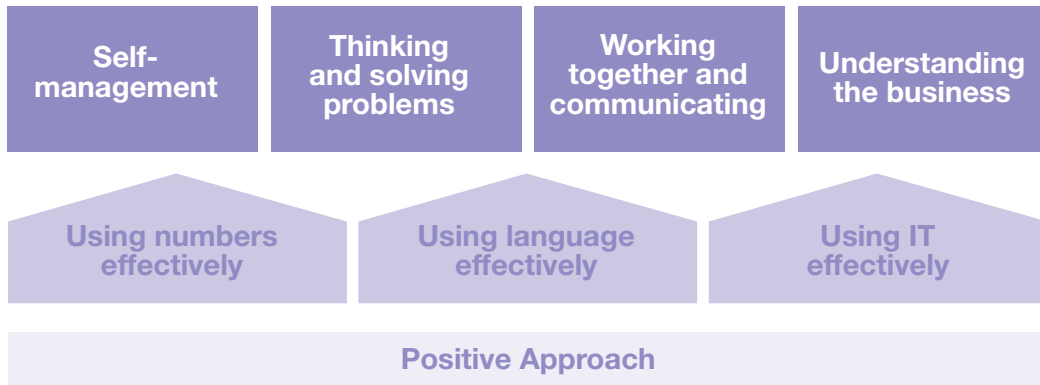 Self-
management
Thinking
and solving
problems
Working
together and
communicating
Understanding
the business
Using numbers
effectively
Using language
effectively
Using IT
effectively
Positive Approach